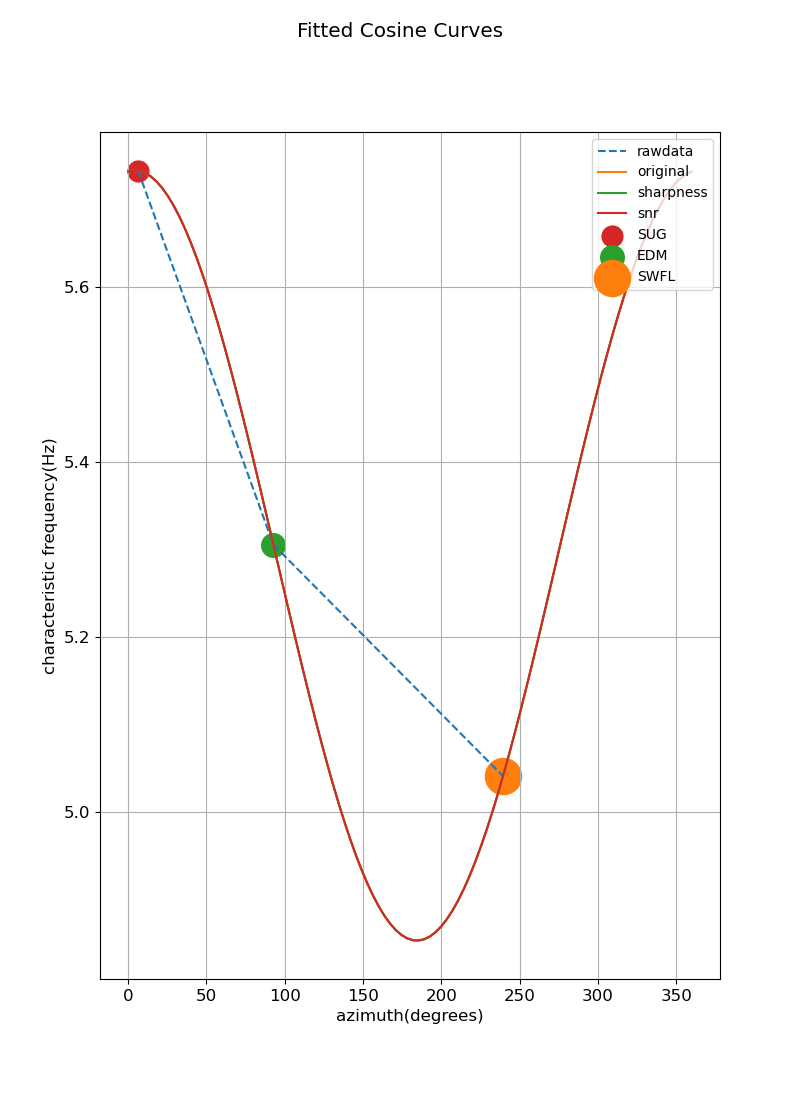 Fitted Cosine Curves
rawdata
original
sharpness
snr
SUG
EDM
SWFL
characteristic frequency(Hz)
5.6
5.4
5.2
5.0
0 50 100 150 200 250 300 350
azimuth(degrees)